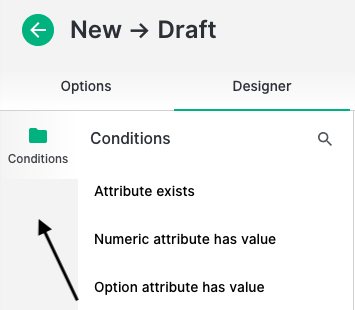 New → Draft
Options
Designer
Conditions
Conditions
Attribute exists
Numeric attribute has value
Option attribute has value